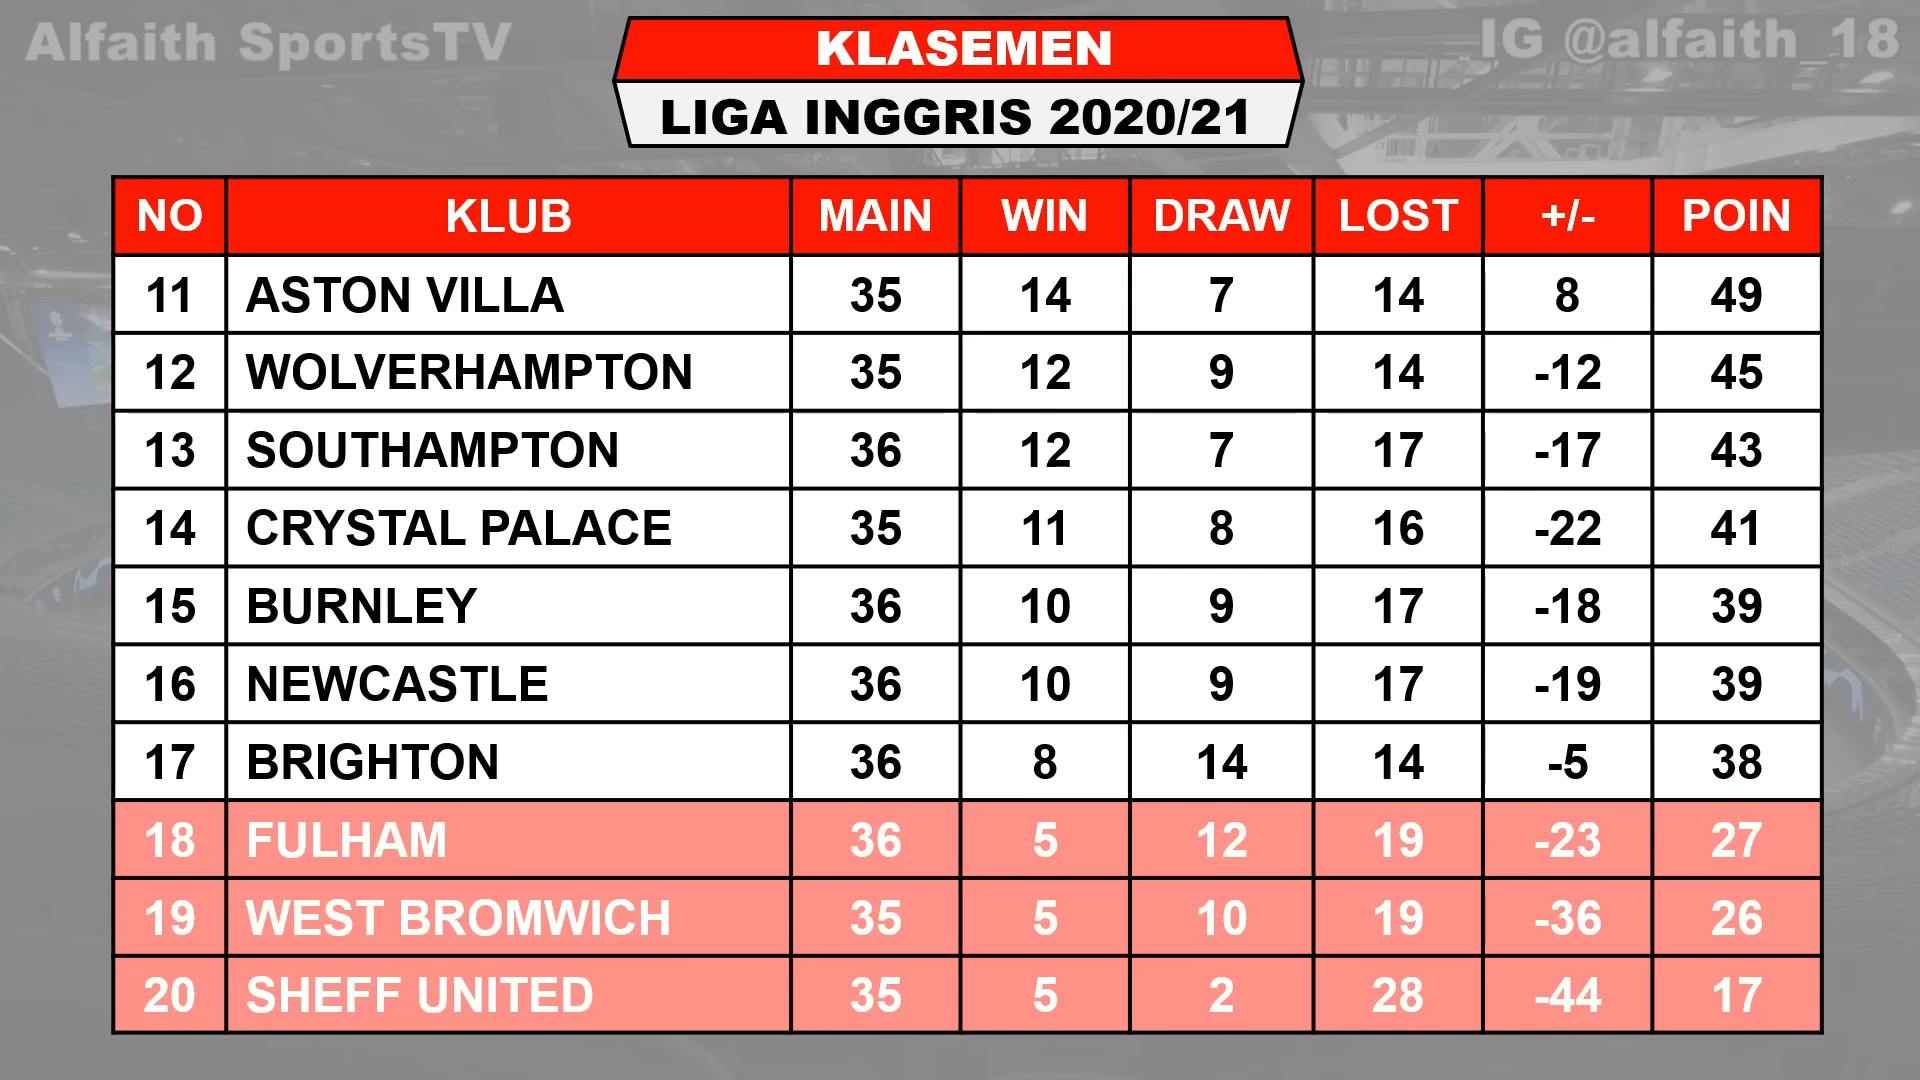 Alfaith SportsTV
IG @alfaith_18
KLASEMEN
LIGA INGGRIS 2020/21
NO KLUB MAIN WIN DRAW LOST +/- POIN
11 ASTON VILLA 35 14 7 14 8 49
12 WOLVERHAMPTON 35 12 9 14 -12 45
13 SOUTHAMPTON 36 12 7 17 -17 43
14 CRYSTAL PALACE 35 11 8 16 -22 41
15 BURNLEY 36 10 9 17 -18 39
16 NEWCASTLE 36 10 9 17 -19 39
17 BRIGHTON 36 8 14 14 -5 38
18 FULHAM 36 5 12 19 -23 27
19 WEST BROMWICH 35 5 10 19 -36 26
20 SHEFF UNITED 35 5 2 28 -44 17